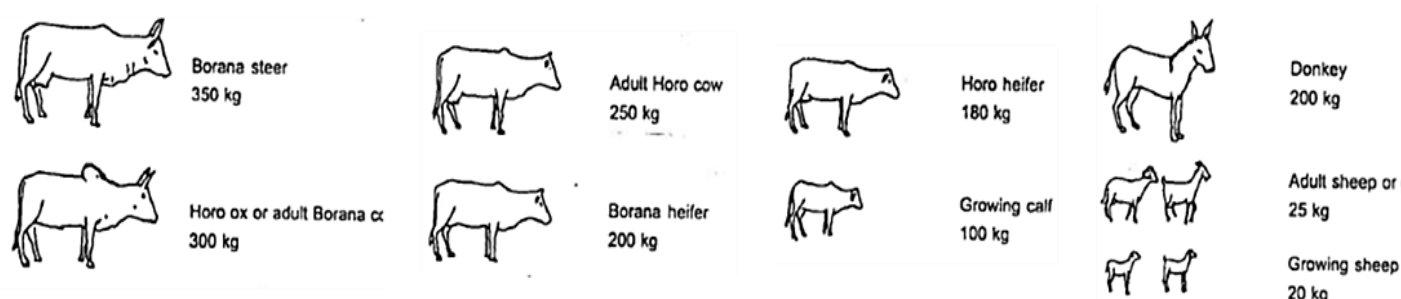 Borana steer
350 kg
Horo ox or adult Borana
300 kg
Adult Horo cow
250 kg
Borana heifer
200 kg
Horo heifer
180 kg
Growing calf
100 kg
Donkey
200 kg
Adult sheep or
25 kg
Growing sheep
20 kg